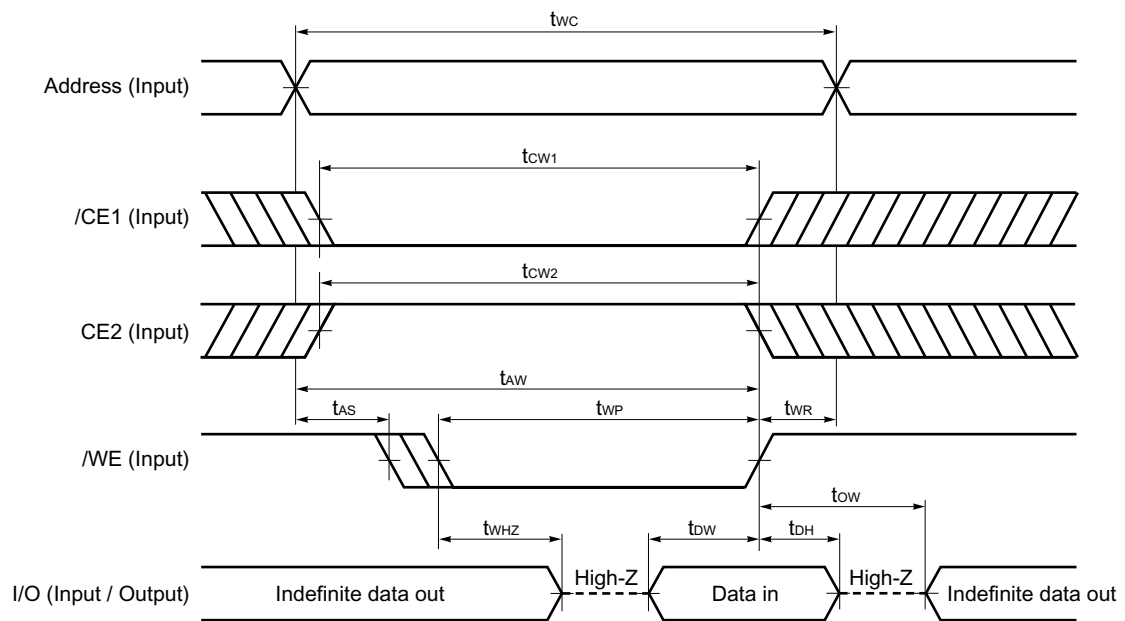 tWC
Address (Input)
tCW1
/CE1 (Input)
tCW2
CE2 (Input)
tAW
tAS
tWP
tWR
/WE (Input)
tOW
tWHZ
tDW
tDH
I/O (Input / Output)
Indefinite data out
High-Z
Data in
High-Z
Indefinite data out